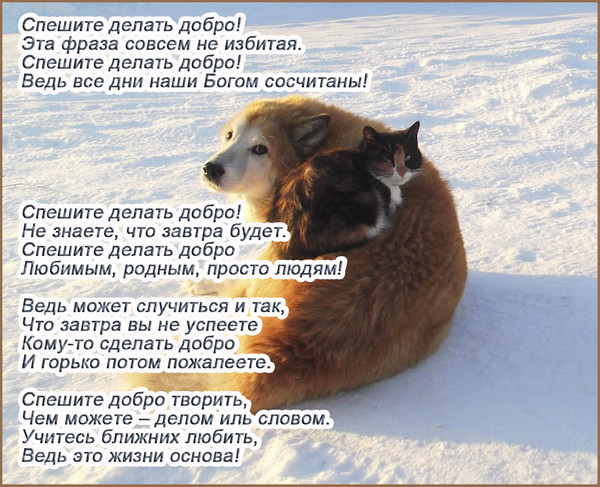 Спешите делать добро!
Эта фраза совсем не избитая.
Спешите делать добро!
Ведь все дни наши Богом сосчитаны!
Спешите делать добро!
Не знаете, что завтра будет.
Спешите делать добро
Любимым, родным, просто людям!
Ведь может случиться и так,
Что завтра вы не успеете
Кому-то сделать добро
И горько потом пожалеете.
Спешите добро творить,
Чем можете – делом иль словом.
Учитесь ближних любить,
Ведь это жизни основа!